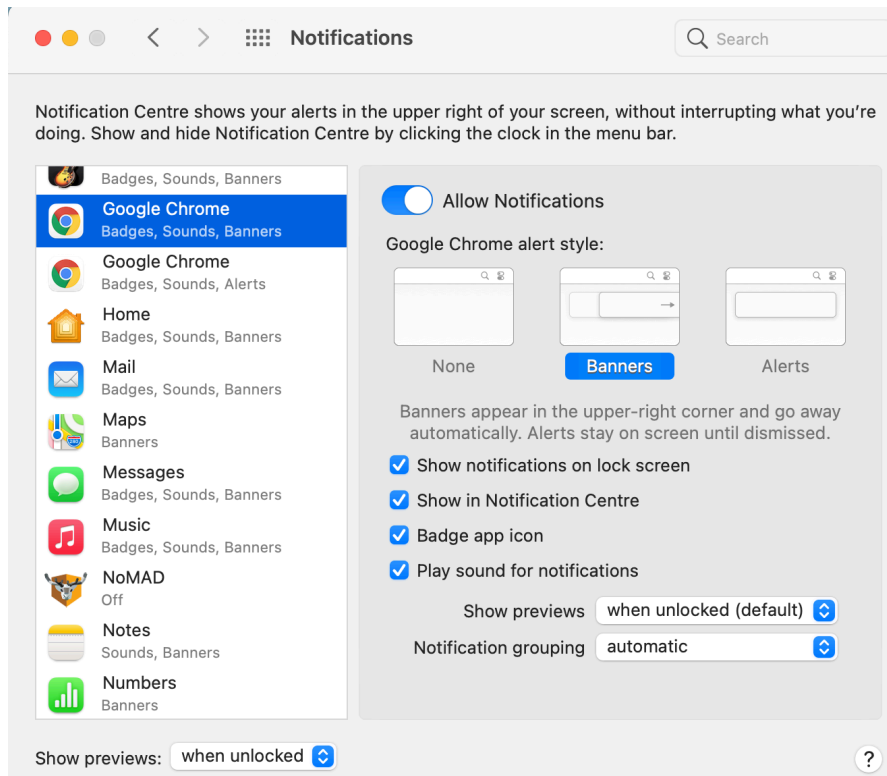 Notifications
Search
Notification Centre shows your alerts in the upper right of your screen, without interrupting what you're
doing. Show and hide Notification Centre by clicking the clock in the menu bar.
Badges, Sounds, Banners
Google Chrome
Badges, Sounds, Banners
Google Chrome
Badges, Sounds, Alerts
Home
Badges, Sounds, Banners
Mail
Badges, Sounds, Banners
Maps
Banners
Messages
Badges, Sounds, Banners
Music
Badges, Sounds, Banners
NoMAD
Off
Notes
Sounds, Banners
Numbers
Banners
Allow Notifications
Google Chrome alert style:
None
Banners
Alerts
Banners appear in the upper-right corner and go away
automatically. Alerts stay on screen until dismissed.
Show notifications on lock screen
Show in Notification Centre
Badge app icon
Play sound for notifications
Show previews when unlocked (default)
Notification grouping automatic
Show previews: when unlocked
?